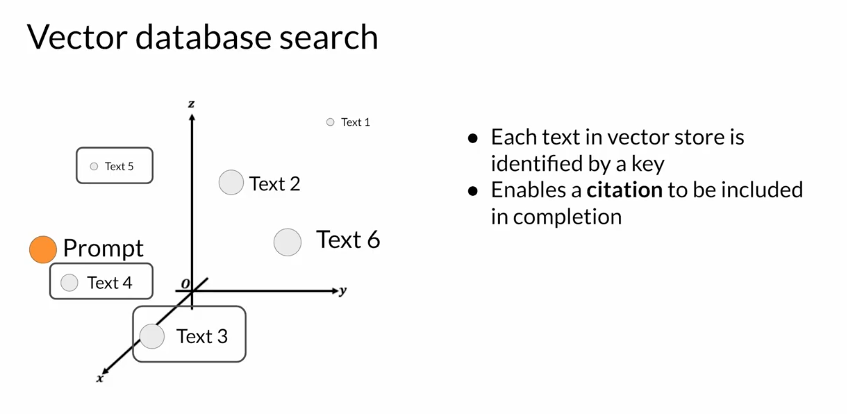 Vector database search
z
Text 1
Text 5
Text 2
Prompt
Text 6
Text 4
O
y
Text 3
x
● Each text in vector store is
identified by a key
● Enables a citation to be included
in completion